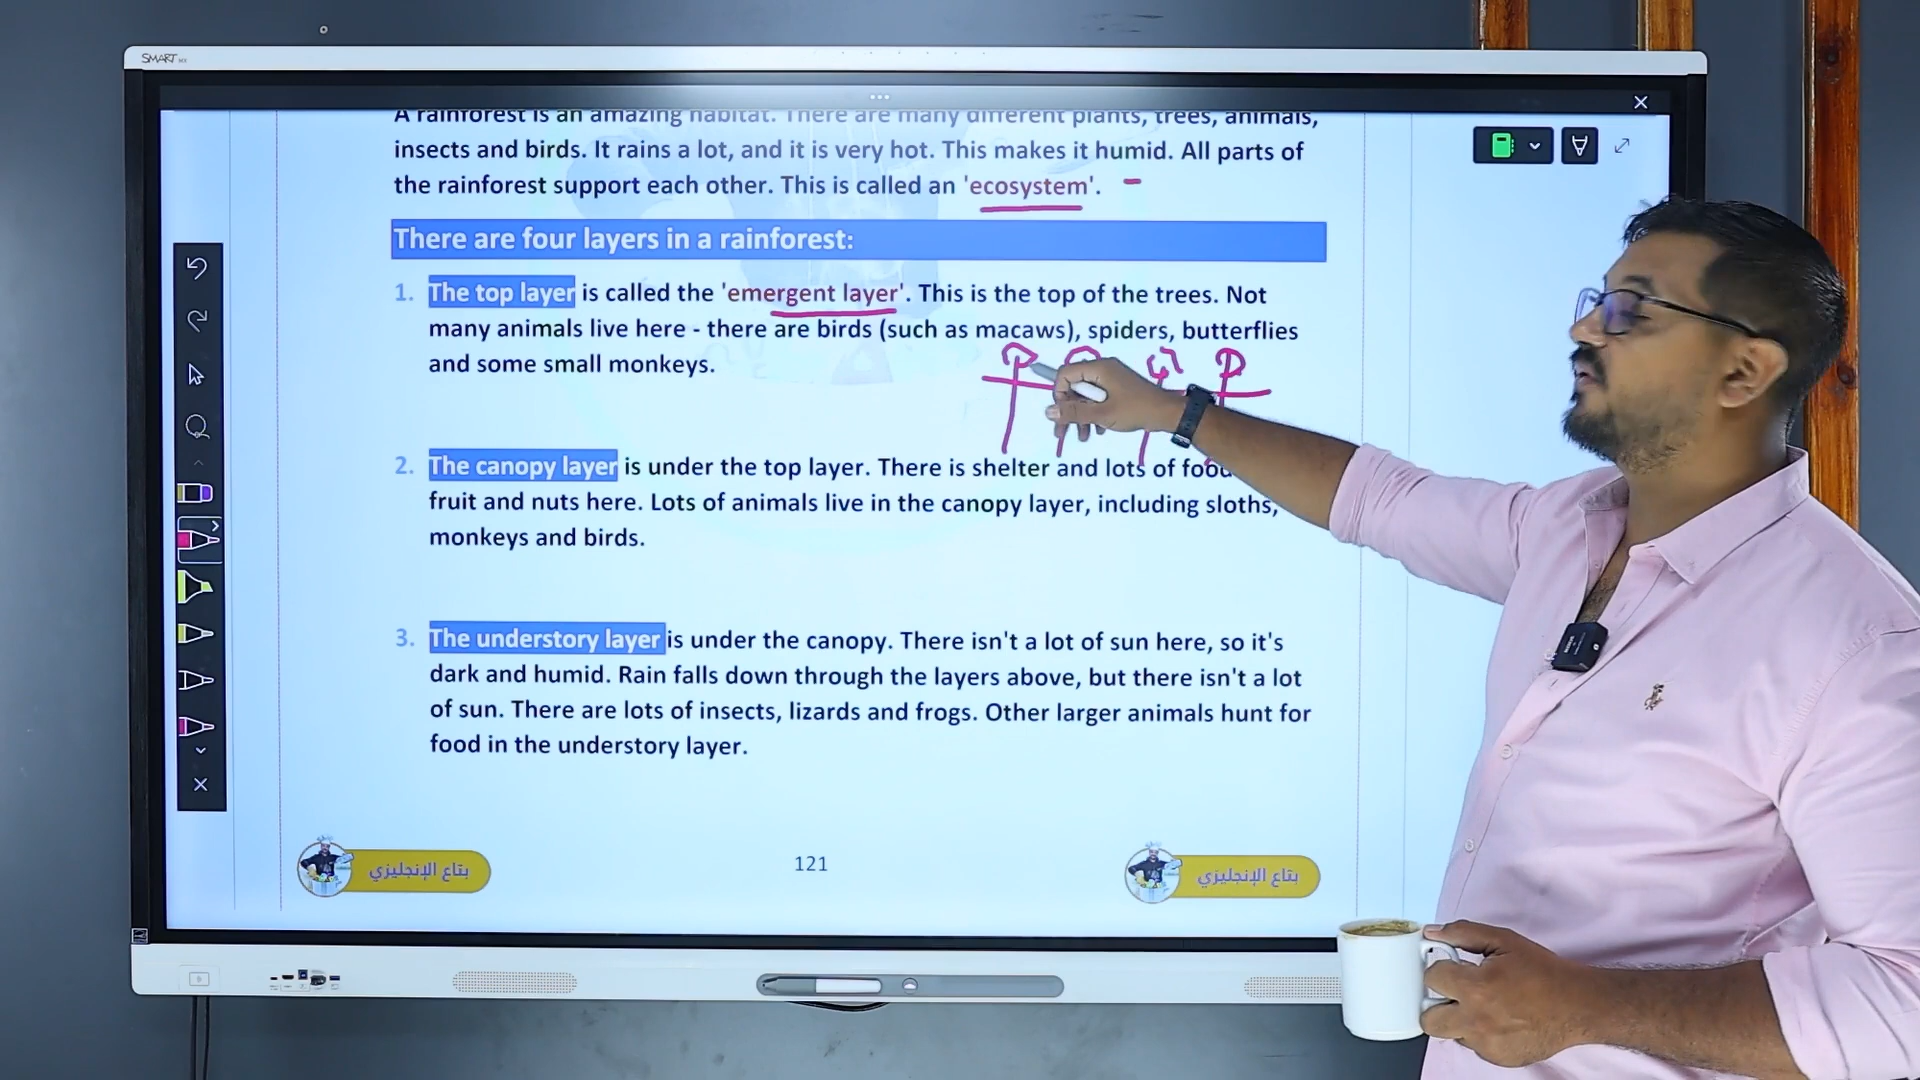 SMART
A rainforest is an amazing habitat. There are many different plants, trees, animals,
insects and birds. It rains a lot, and it is very hot. This makes it humid. All parts of
the rainforest support each other. This is called an 'ecosystem'.
There are four layers in a rainforest:
1. The top layer is called the 'emergent layer'. This is the top of the trees. Not
many animals live here - there are birds (such as macaws), spiders, butterflies
and some small monkeys.
2. The canopy layer is under the top layer. There is shelter and lots of food
fruit and nuts here. Lots of animals live in the canopy layer, including sloths,
monkeys and birds.
3. The understory layer is under the canopy. There isn't a lot of sun here, so it's
dark and humid. Rain falls down through the layers above, but there isn't a lot
of sun. There are lots of insects, lizards and frogs. Other larger animals hunt for
food in the understory layer.
بتاع الإنجليزي
121
بتاع الإنجليزي